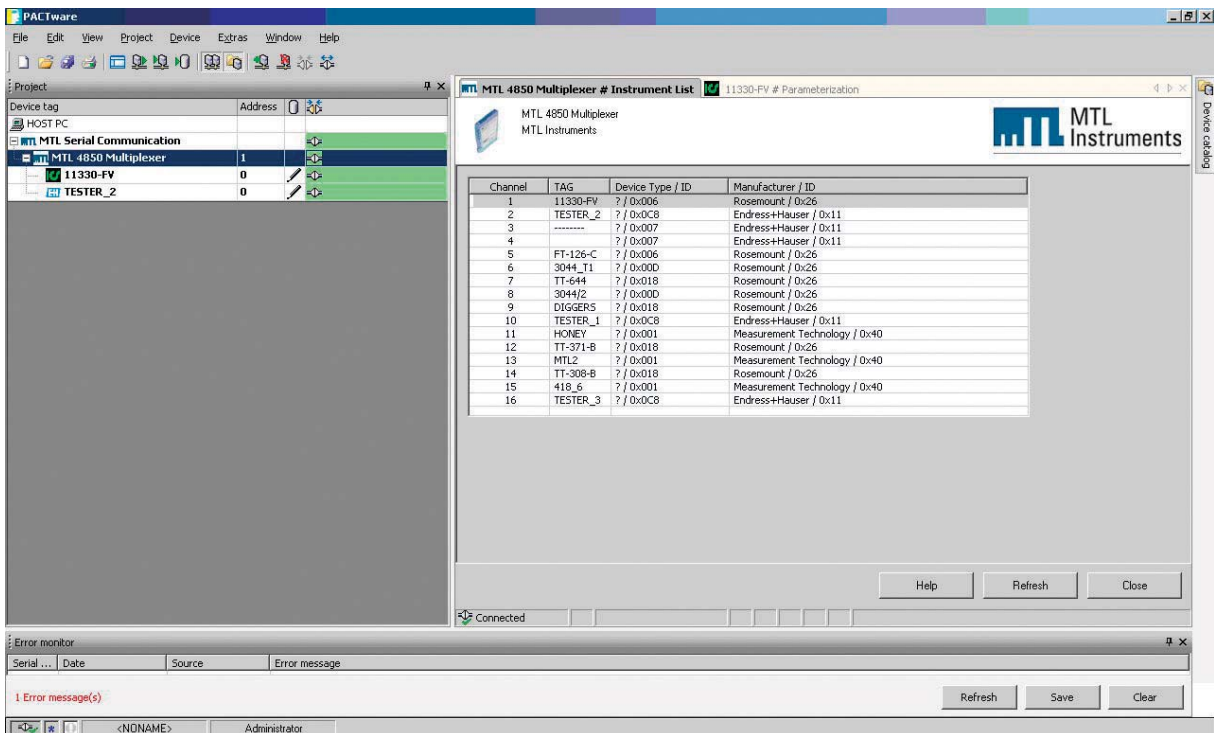 PACTware
File Edit View Project Device Extras Window Help
Project
Device tag Address
HOST PC
MTL Serial Communication
MTL 4850 Multiplexer 1
11330-FV 0
TESTER_2 0
MTL 4850 Multiplexer # Instrument List 11330-FV # Parameterization
MTL 4850 Multiplexer
MTL Instruments
MTL
Instruments
Device catalog
Channel TAG Device Type / ID Manufacturer / ID
1 11330-FV ? / 0x006 Rosemount / 0x26
2 TESTER_2 ? / 0x0C8 Endress+Hauser / 0x11
3 -------- ? / 0x007 Endress+Hauser / 0x11
4 ? / 0x007 Endress+Hauser / 0x11
5 FT-126-C ? / 0x006 Rosemount / 0x26
6 3044_T1 ? / 0x00D Rosemount / 0x26
7 TT-644 ? / 0x018 Rosemount / 0x26
8 3044/2 ? / 0x00D Rosemount / 0x26
9 DIGGERS ? / 0x018 Rosemount / 0x26
10 TESTER_1 ? / 0x0C8 Endress+Hauser / 0x11
11 HONEY ? / 0x001 Measurement Technology / 0x40
12 TT-371-B ? / 0x018 Rosemount / 0x26
13 MTL2 ? / 0x001 Measurement Technology / 0x40
14 TT-308-B ? / 0x018 Rosemount / 0x26
15 418_6 ? / 0x001 Measurement Technology / 0x40
16 TESTER_3 ? / 0x0C8 Endress+Hauser / 0x11
Help Refresh Close
Connected
Error monitor
Serial ... Date Source Error message
1 Error message(s) Refresh Save Clear
<NONAME> Administrator